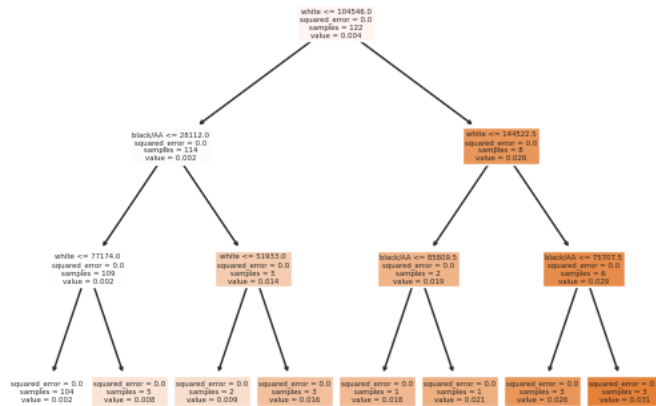 white <= 104546.0
squared_error = 0.0
samples = 122
value = 0.004
black/AA <= 28112.0
squared_error = 0.0
samples = 114
value = 0.002
white <= 144522.5
squared_error = 0.0
samples = 8
value = 0.026
white <= 77174.0
squared_error = 0.0
samples = 109
value = 0.002
white <= 51933.0
squared_error = 0.0
samples = 5
value = 0.014
black/AA <= 85809.5
squared_error = 0.0
samples = 2
value = 0.019
black/AA <= 75707.5
squared_error = 0.0
samples = 6
value = 0.029
squared_error = 0.0
samples = 104
value = 0.002
squared_error = 0.0
samples = 5
value = 0.008
squared_error = 0.0
samples = 2
value = 0.009
squared_error = 0.0
samples = 3
value = 0.016
squared_error = 0.0
samples = 1
value = 0.018
squared_error = 0.0
samples = 1
value = 0.021
squared_error = 0.0
samples = 3
value = 0.026
squared_error = 0.
samples = 3
value = 0.031